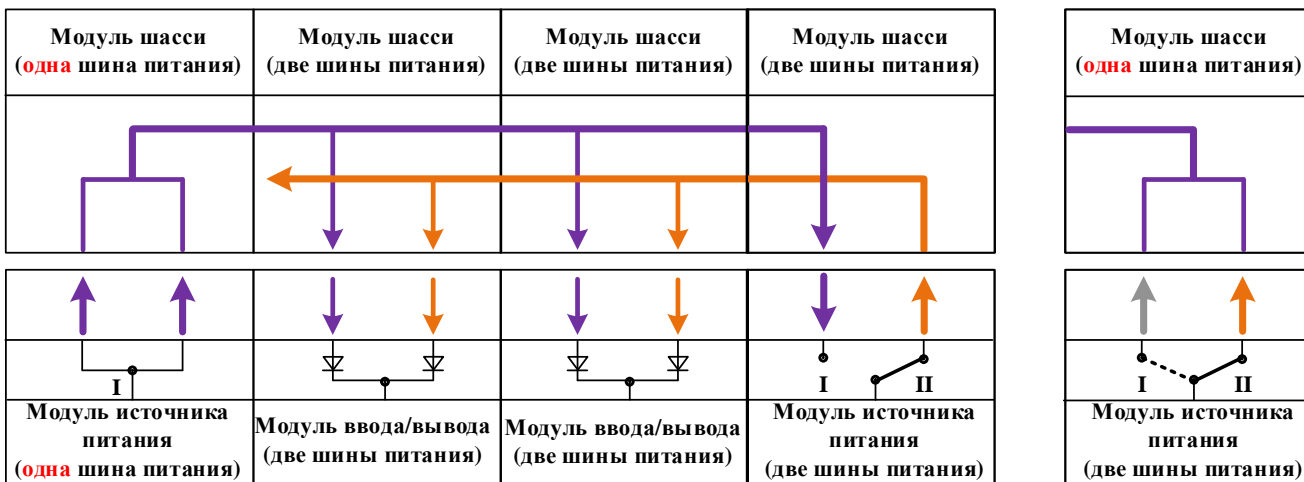 Модуль шасси
(одна шина питания)
Модуль шасси
(две шины питания)
Модуль шасси
(две шины питания)
Модуль шасси
(две шины питания)
Модуль шасси
(одна шина питания)
I
I
II
I
II
Модуль источника
питания
(одна шина питания)
Модуль ввода/вывода
(две шины питания)
Модуль ввода/вывода
(две шины питания)
Модуль источника
питания
(две шины питания)
Модуль источника
питания
(две шины питания)